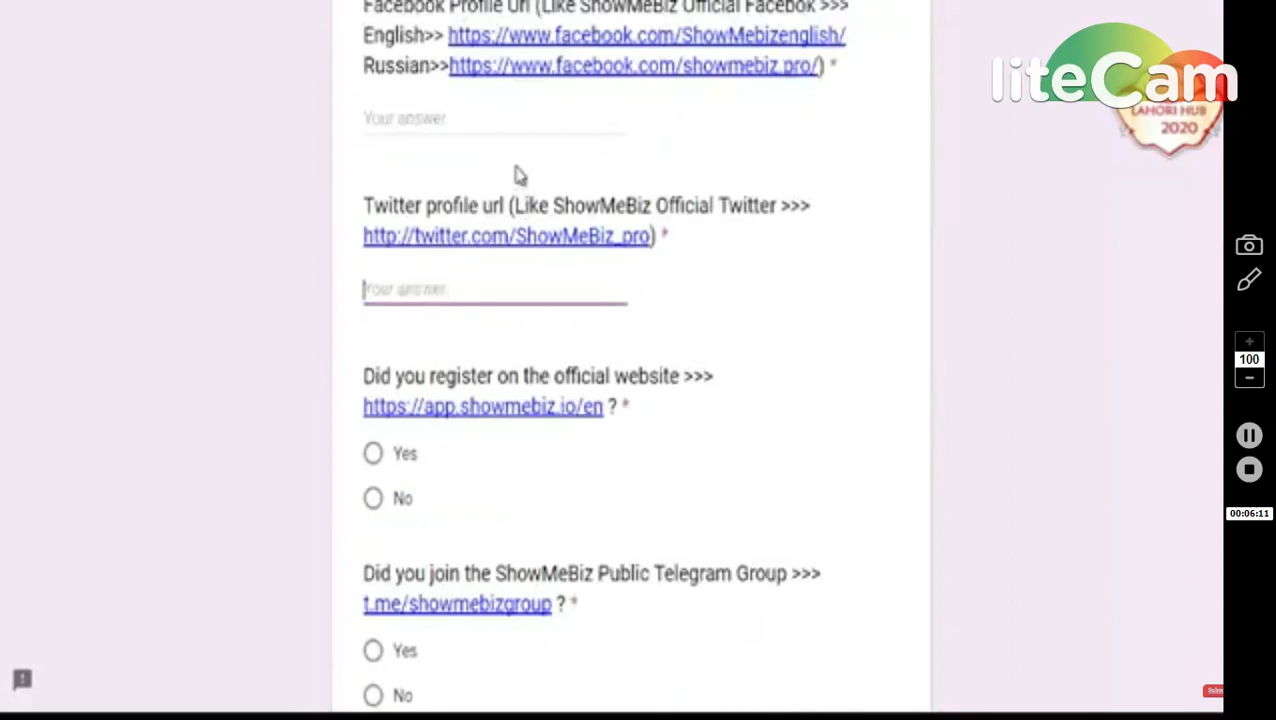 Facebook Profile Url (Like ShowMeBiz Official Facebok >>>
English>> https://www.facebook.com/ShowMebizenglish/
Russian>>https://www.facebook.com/showmebiz.pro/) *
Your answer
Twitter profile url (Like ShowMeBiz Official Twitter >>>
http://twitter.com/ShowMeBiz_pro) *
Your answer
Did you register on the official website >>>
https://app.showmebiz.io/en ? *
Yes
No
Did you join the ShowMeBiz Public Telegram Group >>>
t.me/showmebizgroup ? *
Yes
No
liteCam
LAHORI HUB
2020
100
00:06:11